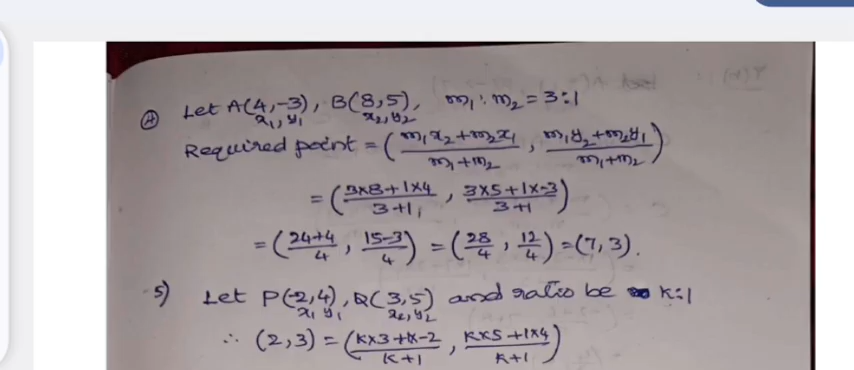 4) Let A(4,-3), B(8,5), m₁:m₂ = 3:1
x₁,y₁ x₂,y₂
Required point = (m₁x₂+m₂x₁/m₁+m₂, m₁y₂+m₂y₁/m₁+m₂)
= (3×8+1×4/3+1, 3×5+1×-3/3+1)
= (24+4/4, 15-3/4) = (28/4, 12/4) = (7,3).
5) Let P(-2,4), Q(3,5) and ratio be k:1
x₁ y₁ x₂,y₂
∴ (2,3) = (k×3+1×-2/k+1, k×5+1×4/k+1)